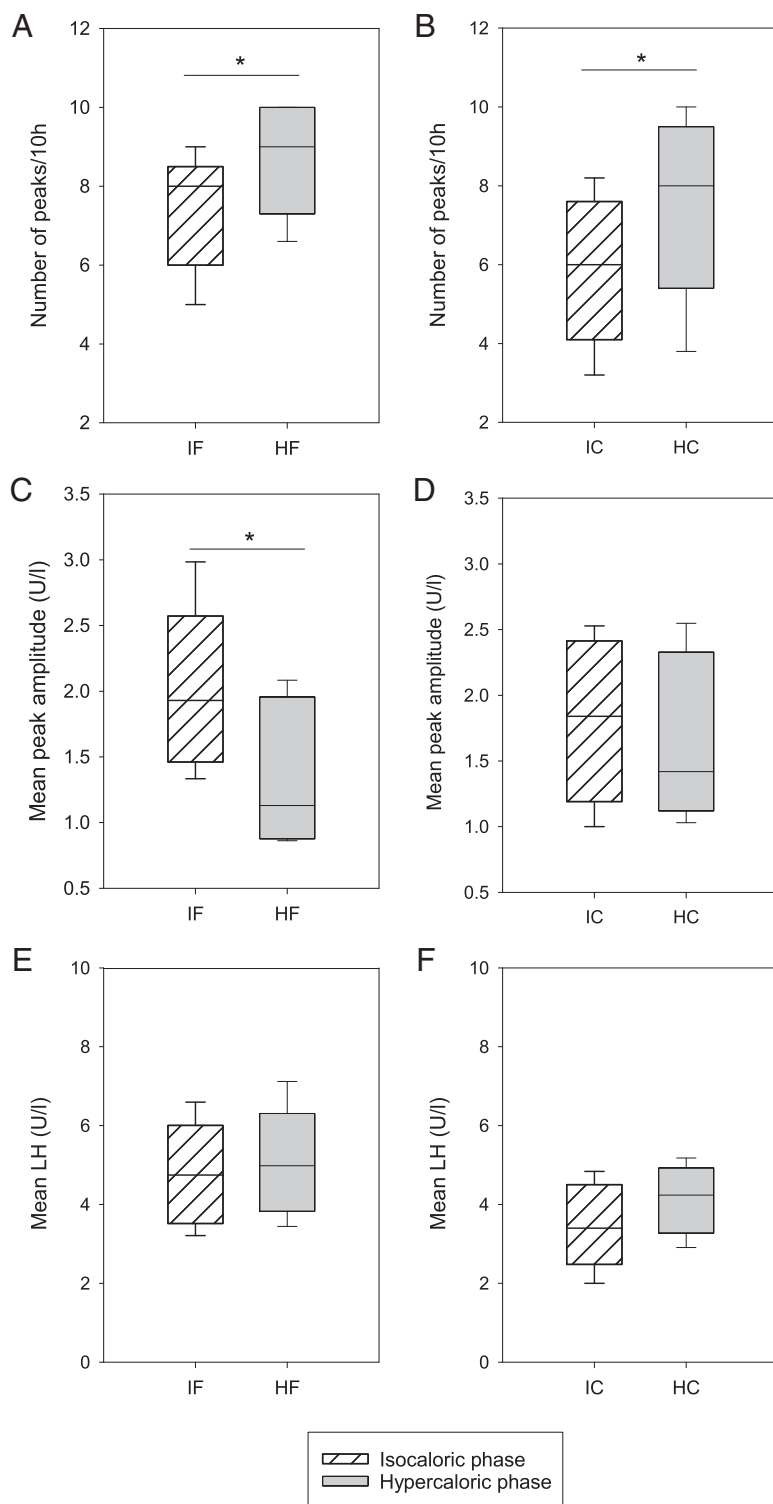 A
Number of peaks/10h
12
10
8
6
4
2
*
IF
HF
B
Number of peaks/10h
12
10
8
6
4
2
*
IC
HC
C
Mean peak amplitude (U/l)
3.5
3.0
2.5
2.0
1.5
1.0
0.5
*
IF
HF
D
Mean peak amplitude (U/l)
3.5
3.0
2.5
2.0
1.5
1.0
0.5
IC
HC
E
Mean LH (U/l)
10
8
6
4
2
0
IF
HF
F
Mean LH (U/l)
10
8
6
4
2
0
IC
HC
Isocaloric phase
Hypercaloric phase